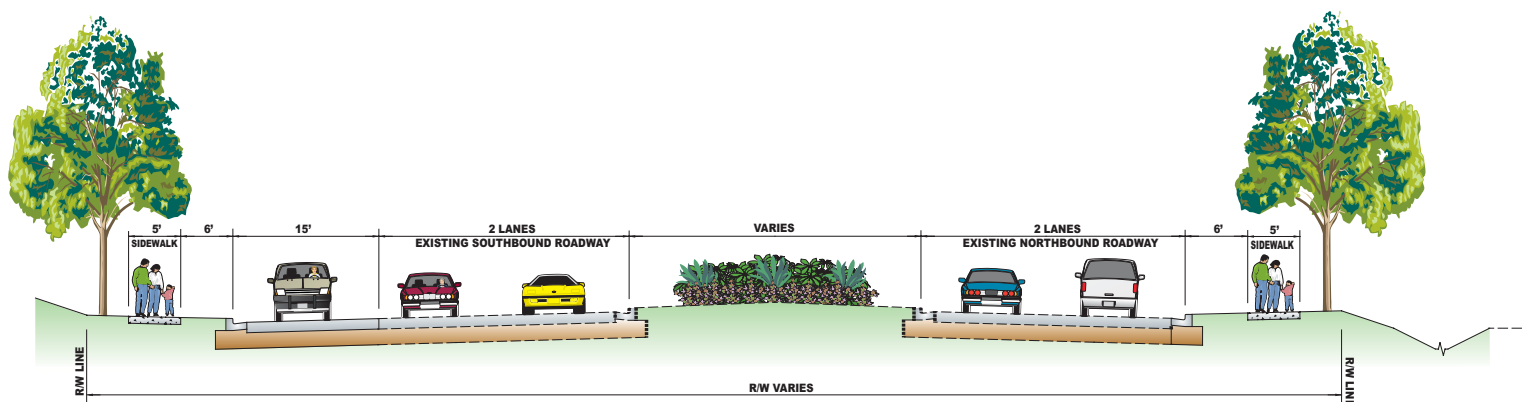 5' 6' 15' 2 LANES VARIES 2 LANES 6' 5'
SIDEWALK EXISTING SOUTHBOUND ROADWAY EXISTING NORTHBOUND ROADWAY SIDEWALK
R/W LINE
R/W VARIES
R/W LINE